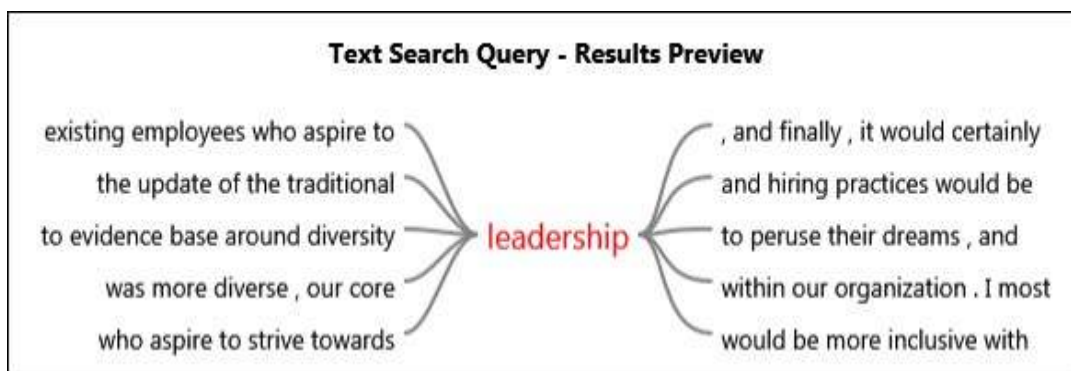 Text Search Query - Results Preview
existing employees who aspire to
the update of the traditional
to evidence base around diversity
was more diverse , our core
who aspire to strive towards
leadership
, and finally , it would certainly
and hiring practices would be
to peruse their dreams , and
within our organization . I most
would be more inclusive with